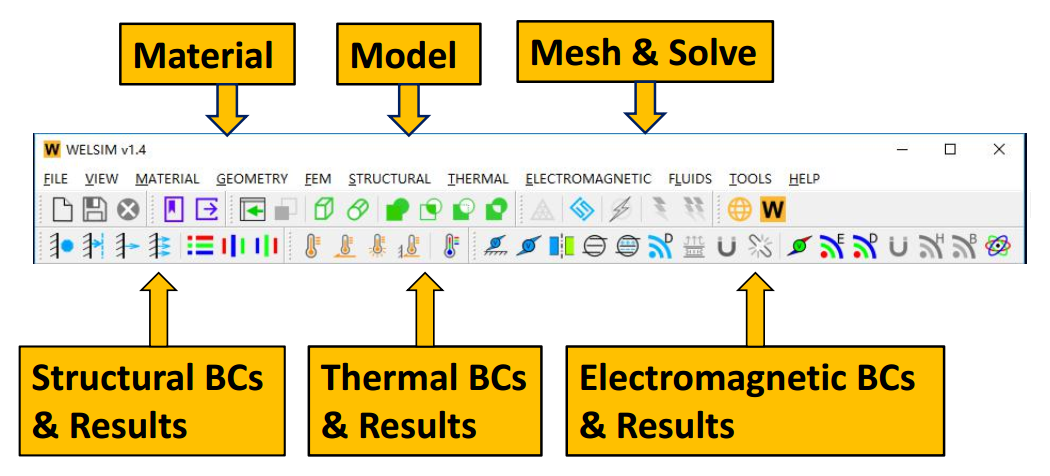 Material
Model
Mesh & Solve
W WELSIM v1.4
FILE VIEW MATERIAL GEOMETRY FEM STRUCTURAL THERMAL ELECTROMAGNETIC FLUIDS TOOLS HELP
W
D E D H B
Structural BCs
& Results
Thermal BCs
& Results
Electromagnetic BCs
& Results